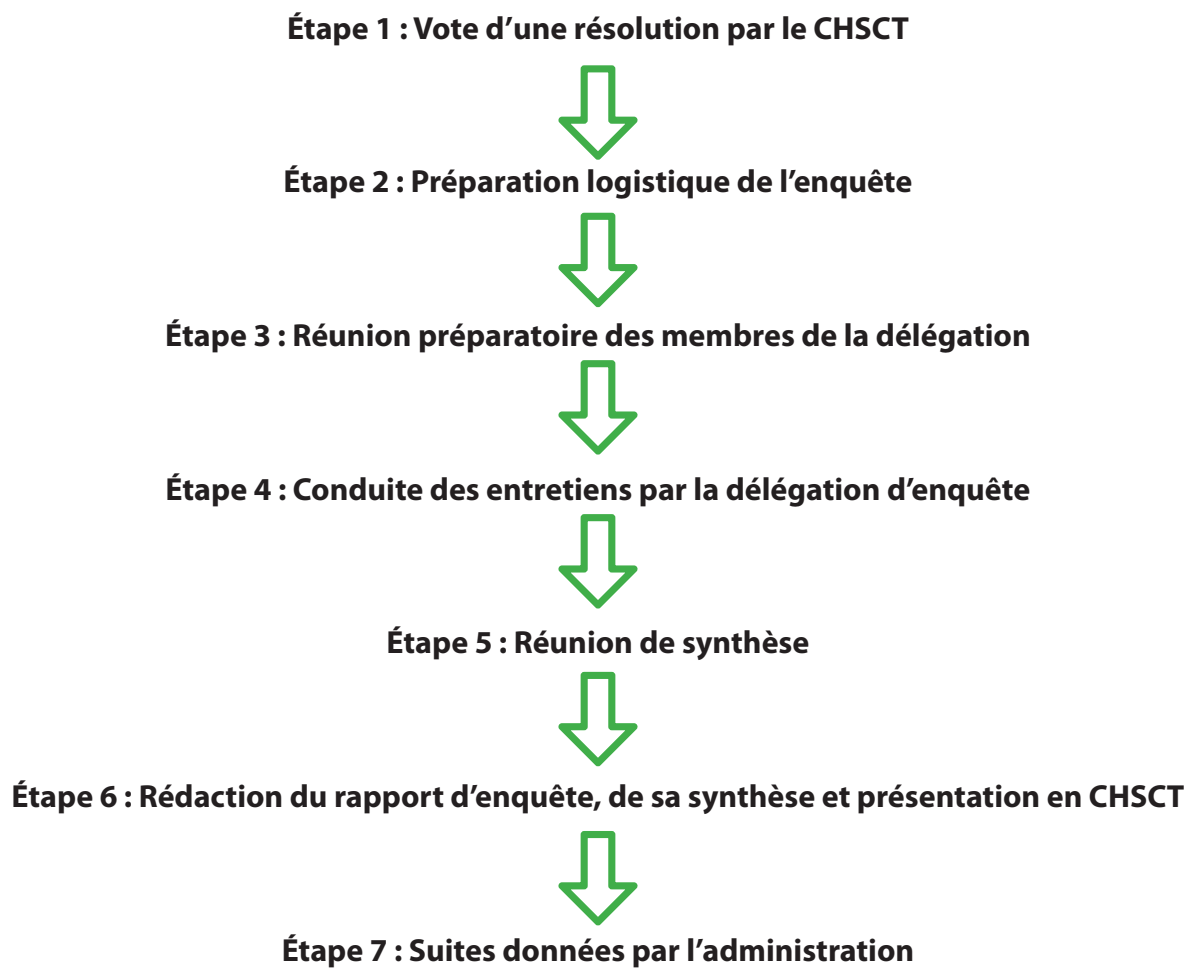 Étape 1 : Vote d’une résolution par le CHSCT
Étape 2 : Préparation logistique de l’enquête
Étape 3 : Réunion préparatoire des membres de la délégation
Étape 4 : Conduite des entretiens par la délégation d’enquête
Étape 5 : Réunion de synthèse
Étape 6 : Rédaction du rapport d’enquête, de sa synthèse et présentation en CHSCT
Étape 7 : Suites données par l’administration